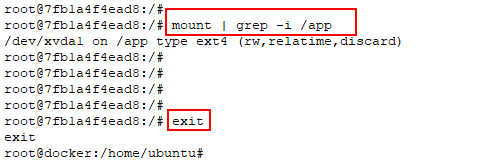 root@7fb1a4f4ead8:/#
root@7fb1a4f4ead8:/# mount | grep -i /app
/dev/xvda1 on /app type ext4 (rw,relatime,discard)
root@7fb1a4f4ead8:/#
root@7fb1a4f4ead8:/#
root@7fb1a4f4ead8:/#
root@7fb1a4f4ead8:/# exit
exit
root@docker:/home/ubuntu#